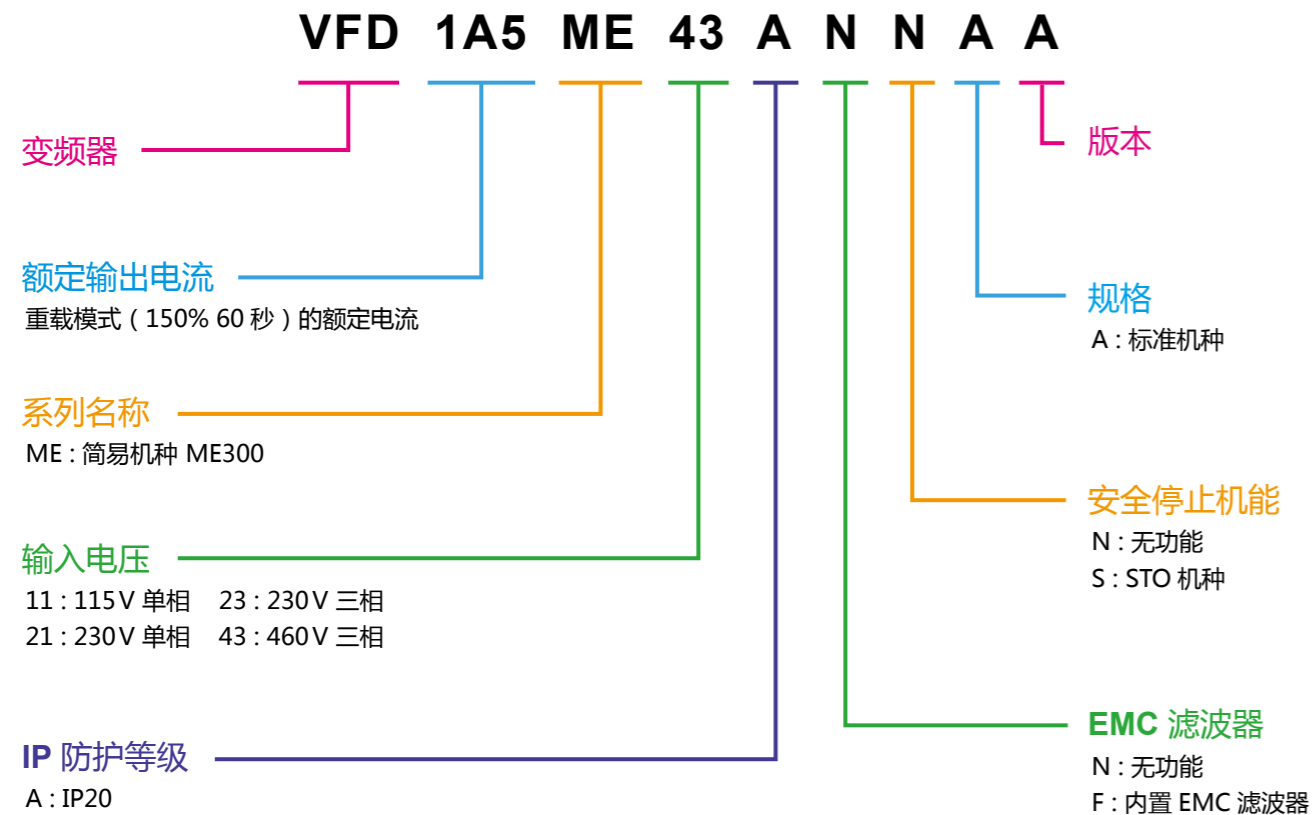 VFD 1A5 ME 43 A N N A A
变频器
额定输出电流
重载模式 ( 150% 60 秒 ) 的额定电流
系列名称
ME : 简易机种 ME300
输入电压
11 : 115V 单相 23 : 230V 三相
21 : 230V 单相 43 : 460V 三相
IP 防护等级
A : IP20
版本
规格
A : 标准机种
安全停止机能
N : 无功能
S : STO 机种
EMC 滤波器
N : 无功能
F : 内置 EMC 滤波器